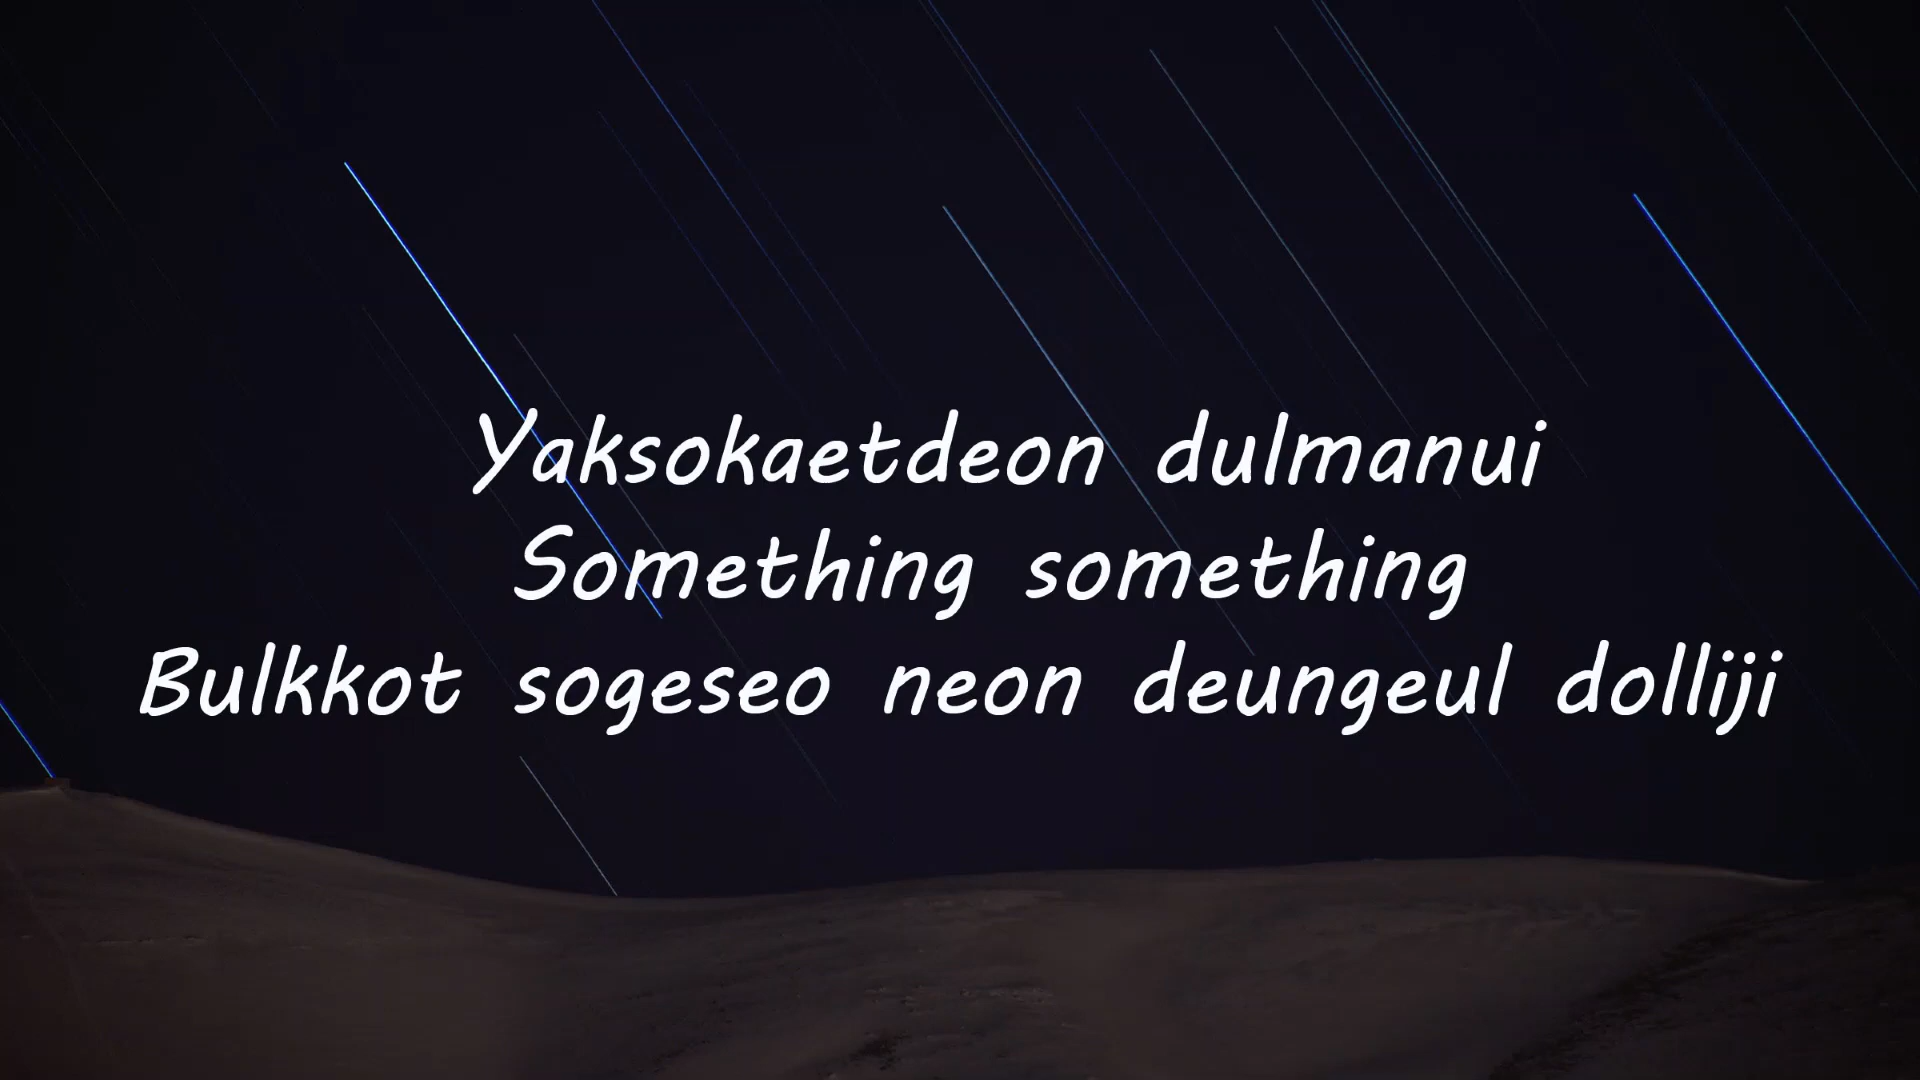 Yaksokaetdeon dulmanui
Something something
Bulkkot sogeseo neon deungeul dolliji